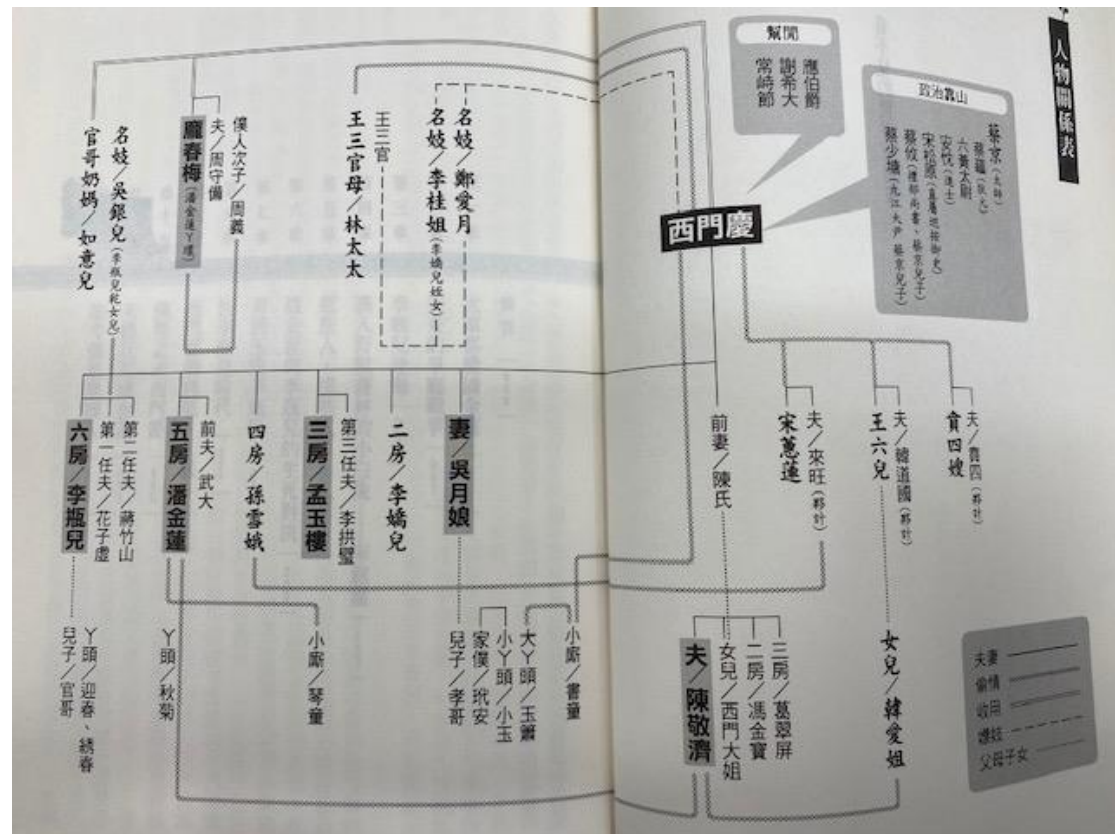 人物關係表
政治靠山
蔡京(太師)
蔡蘊(狀元)
六黃太尉
安忱(進士)
宋松原(直屬巡按御史)
蔡攸(禮部尚書、蔡京兒子)
蔡少塘(九江大尹 蔡京兒子)
幫閒
應伯爵
謝希大
常峙節
西門慶
夫/賁四(夥計)
賁四嫂
夫/韓道國(夥計)
王六兒
夫/來旺(夥計)
宋蕙蓮
前妻/陳氏
女兒/韓愛姐
三房/葛翠屏
二房/馮金寶
女兒/西門大姐
夫/陳敬濟
夫妻
偷情
收用
嫖妓
父母子女
名妓/鄭愛月
名妓/李桂姐(李嬌兒姪女)
王三官
王三官母/林太太
僕人次子/周義
夫/周守備
龐春梅(潘金蓮丫環)
名妓/吳銀兒(李瓶兒乾女兒)
官哥奶媽/如意兒
妻/吳月娘
二房/李嬌兒
第三任夫/李拱璧
三房/孟玉樓
四房/孫雪娥
前夫/武大
五房/潘金蓮
第二任夫/蔣竹山
第一任夫/花子虛
六房/李瓶兒
小廝/書童
大丫頭/玉簫
小丫頭/小玉
家僕/玳安
兒子/孝哥
小廝/琴童
丫頭/秋菊
丫頭/迎春、綉春
兒子/官哥